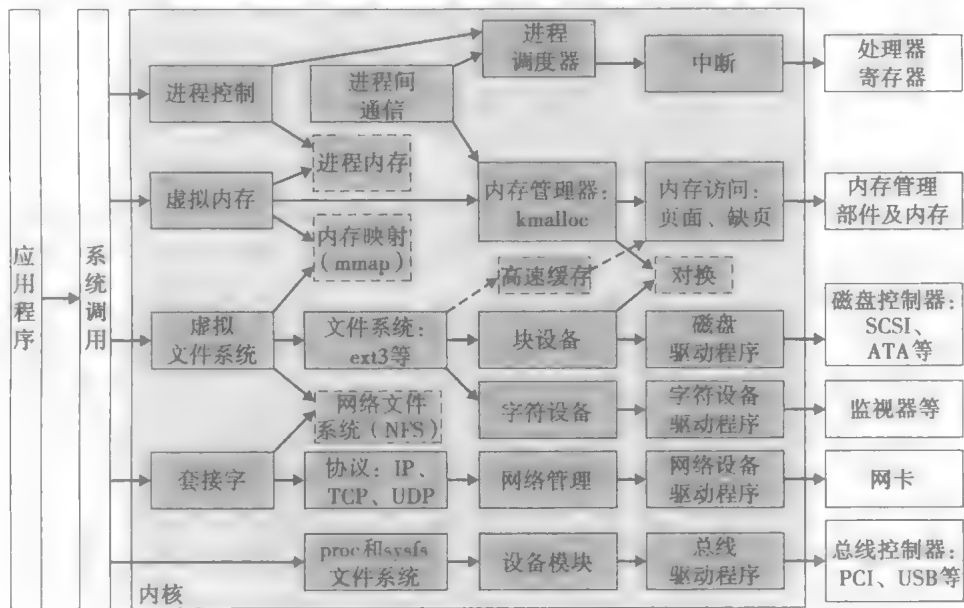 应用程序
系统调用
进程
调度器
中断
处理器
寄存器
进程控制
进程间
通信
进程内存
虚拟内存
内存管理器：
kmalloc
内存访问：
页面、缺页
内存管理
部件及内存
内存映射
（mmap）
高速缓存
对换
虚拟
文件系统
文件系统：
ext3等
块设备
磁盘
驱动程序
磁盘控制器：
SCSI、
ATA等
网络文件
系统（NFS）
字符设备
字符设备
驱动程序
监视器等
套接字
协议：IP、
TCP、UDP
网络管理
网络设备
驱动程序
网卡
proc和sysfs
文件系统
设备模块
总线
驱动程序
总线控制器：
PCI、USB等
内核